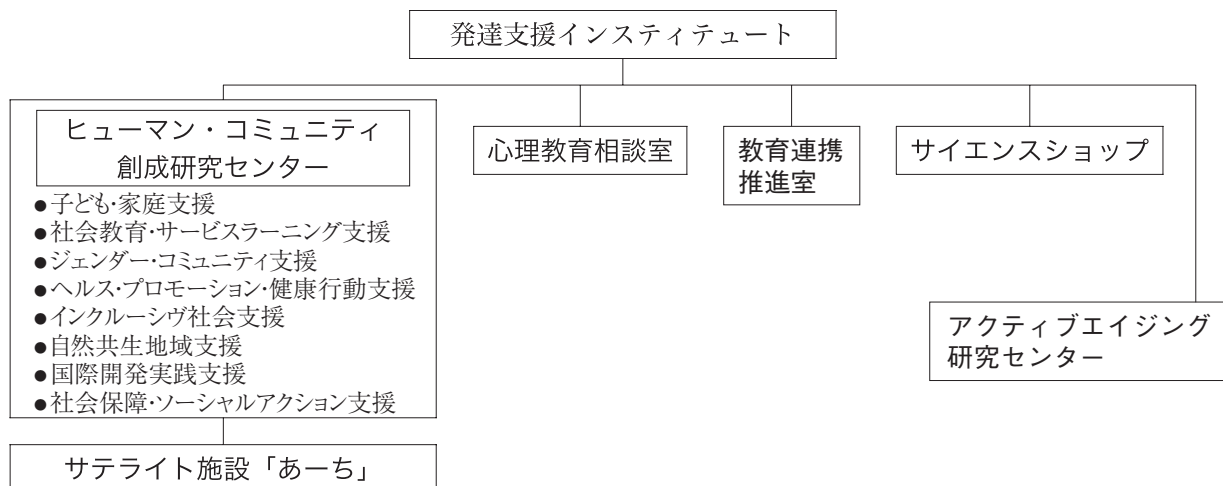 発達支援インスティテュート
ヒューマン・コミュニティ
創成研究センター
●子ども・家庭支援
●社会教育・サービスラーニング支援
●ジェンダー・コミュニティ支援
●ヘルス・プロモーション・健康行動支援
●インクルーシヴ社会支援
●自然共生地域支援
●国際開発実践支援
●社会保障・ソーシャルアクション支援
サテライト施設「あーち」
心理教育相談室
教育連携
推進室
サイエンスショップ
アクティブエイジング
研究センター